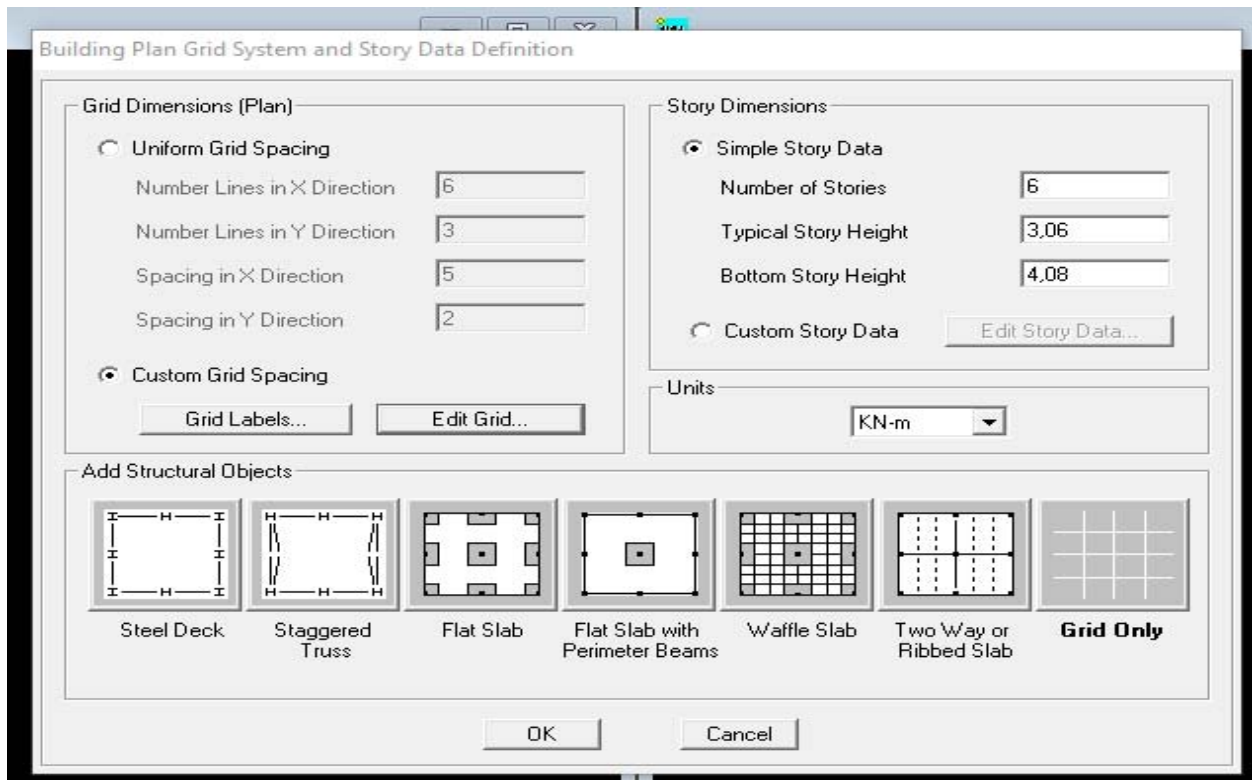 Building Plan Grid System and Story Data Definition
Grid Dimensions (Plan)
Uniform Grid Spacing
Number Lines in X Direction 6
Number Lines in Y Direction 3
Spacing in X Direction 5
Spacing in Y Direction 2
Custom Grid Spacing
Grid Labels... Edit Grid...
Story Dimensions
Simple Story Data
Number of Stories 6
Typical Story Height 3,06
Bottom Story Height 4,08
Custom Story Data Edit Story Data...
Units
KN-m
Add Structural Objects
Steel Deck
Staggered
Truss
Flat Slab
Flat Slab with
Perimeter Beams
Waffle Slab
Two Way or
Ribbed Slab
Grid Only
OK Cancel